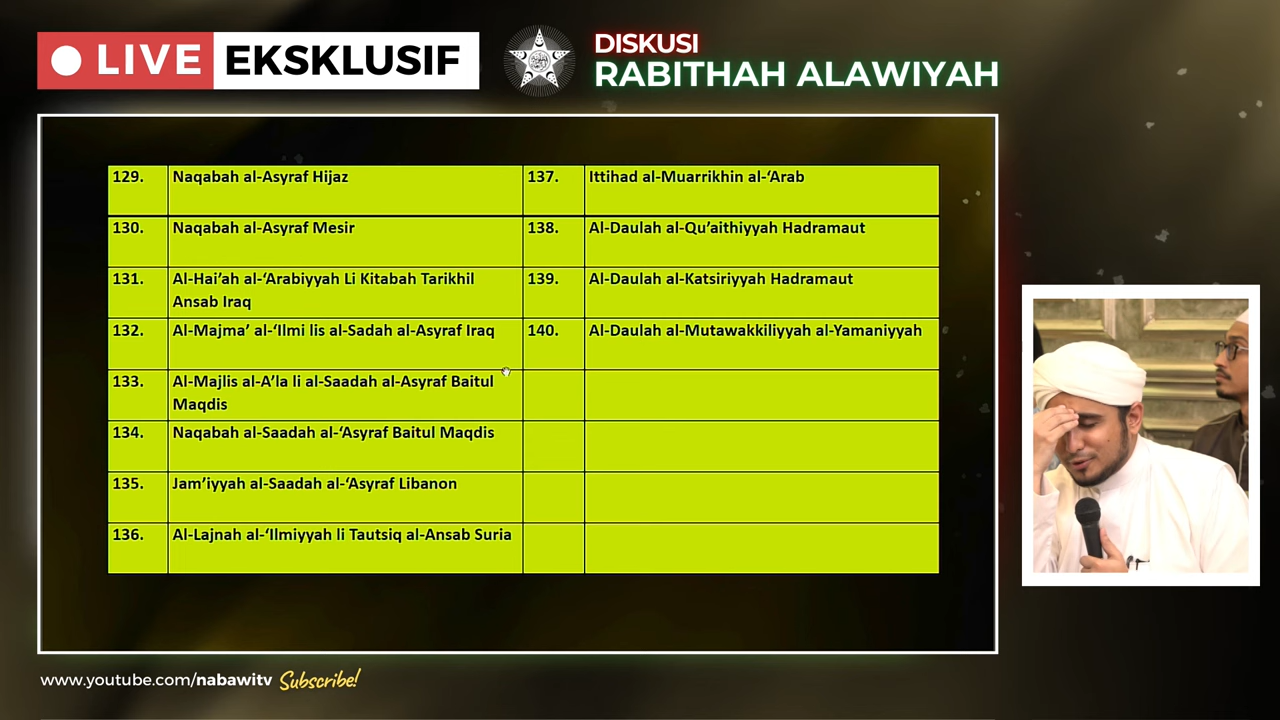 LIVE EKSKLUSIF
DISKUSI
RABITHAH ALAWIYAH
129. Naqabah al-Asyraf Hijaz 137. Ittihad al-Muarrikhin al-‘Arab
130. Naqabah al-Asyraf Mesir 138. Al-Daulah al-Qu’aithiyyah Hadramaut
131. Al-Hai’ah al-‘Arabiyyah Li Kitabah Tarikhil
Ansab Iraq
139. Al-Daulah al-Katsiriyyah Hadramaut
132. Al-Majma’ al-‘Ilmi lis al-Sadah al-Asyraf Iraq 140. Al-Daulah al-Mutawakkiliyyah al-Yamaniyyah
133. Al-Majlis al-A’la li al-Saadah al-Asyraf Baitul
Maqdis
134. Naqabah al-Saadah al-‘Asyraf Baitul Maqdis
135. Jam’iyyah al-Saadah al-‘Asyraf Libanon
136. Al-Lajnah al-‘Ilmiyyah li Tautsiq al-Ansab Suria
www.youtube.com/nabawitv Subscribe!